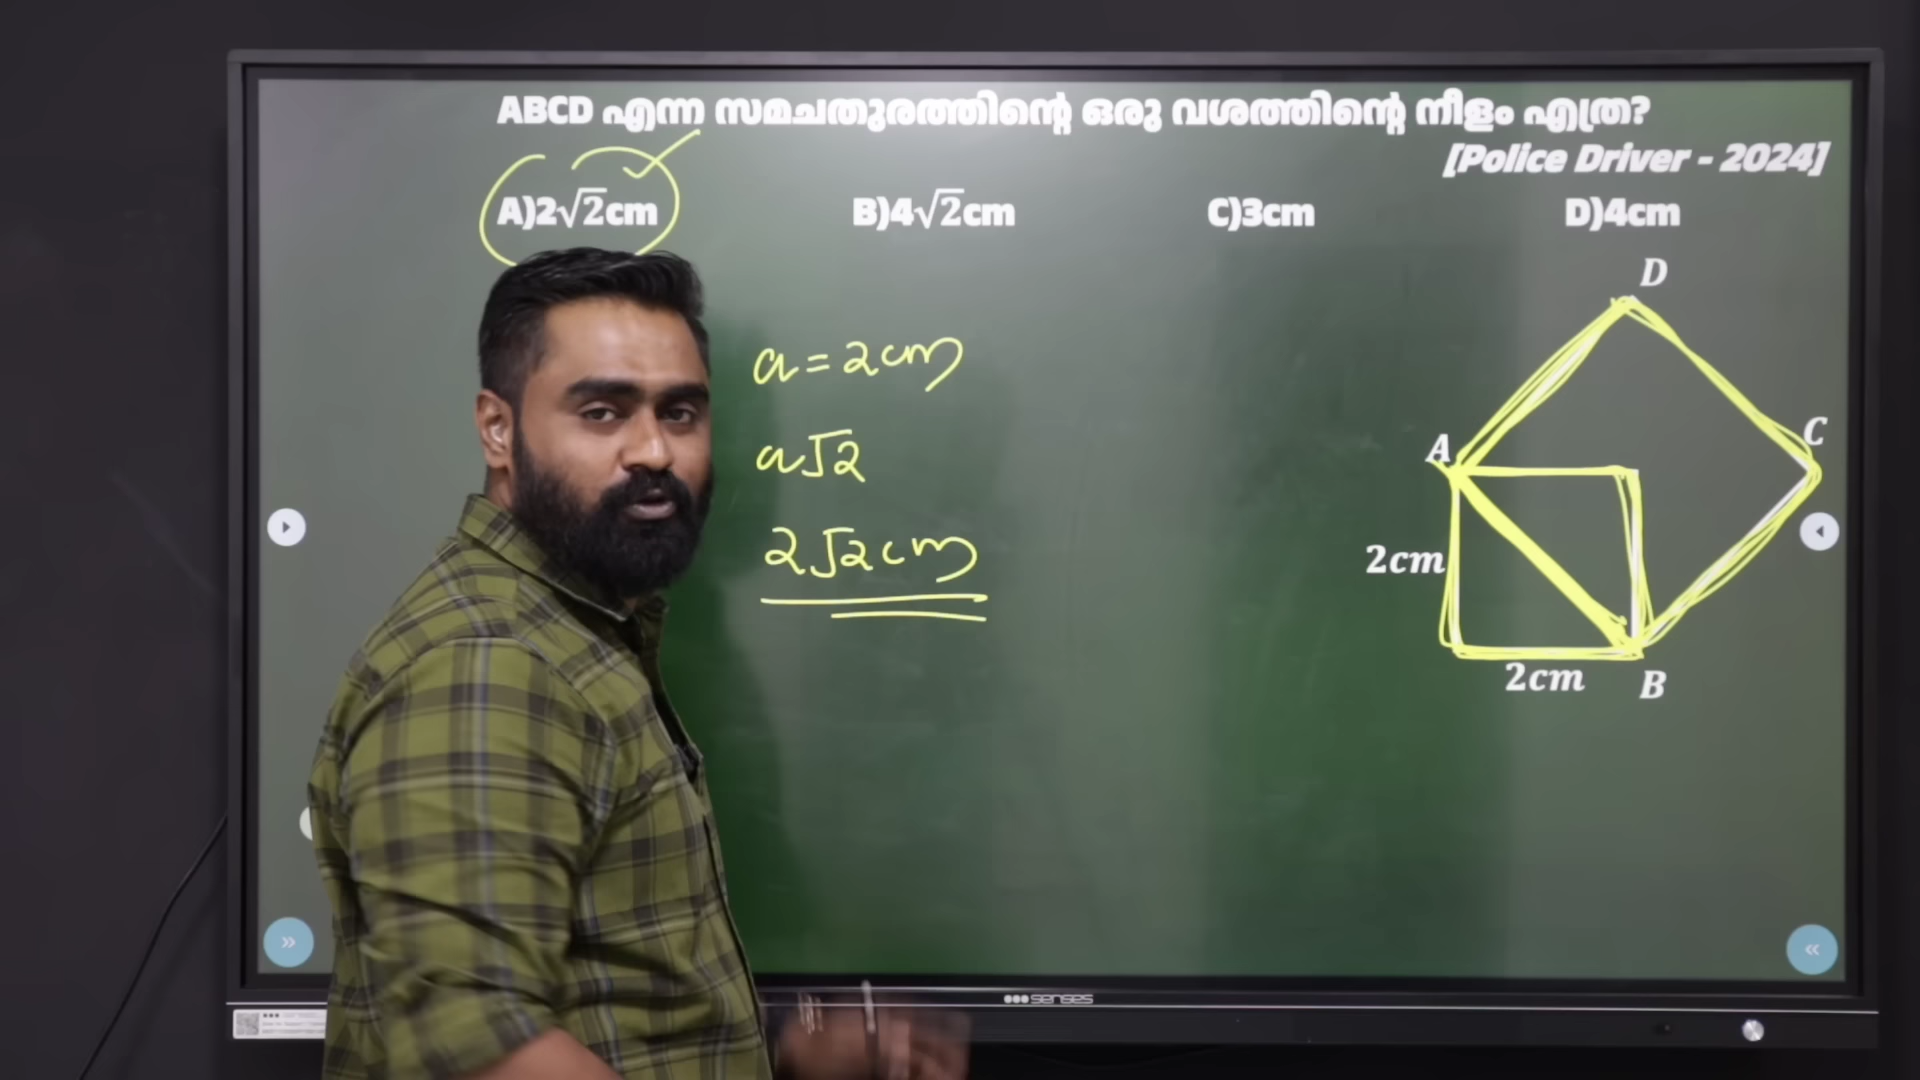 ABCD എന്ന സമചതുരത്തിന്റെ ഒരു വശത്തിന്റെ നീളം എത്ര?
[Police Driver - 2024]
A)2√2cm B)4√2cm C)3cm D)4cm
D
a = 2cm
C
A
a√2
2cm
2√2cm
2cm
B
senses